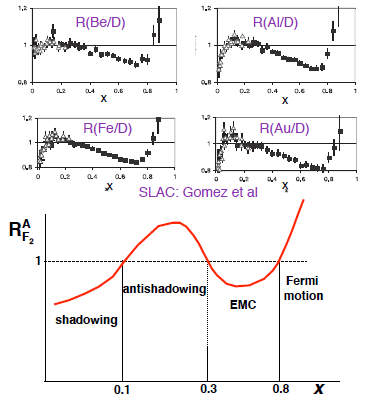 R(Be/D)
1,2
1
0,8
0 0,2 0,4 0,6 0,8 1
X
R(Al/D)
1,2
1
0,8
0 0.2 0.4 0.6 0.8 1
X
R(Fe/D)
1,2
1
0,8
0 0.2 0.4 0.6 0.8 1
X
R(Au/D)
1,2
1
0,8
0 0.2 0.4 0.6 0.8 1
X
SLAC: Gomez et al
R^A_F2
1
shadowing
antishadowing
EMC
Fermi
motion
0.1 0.3 0.8 x